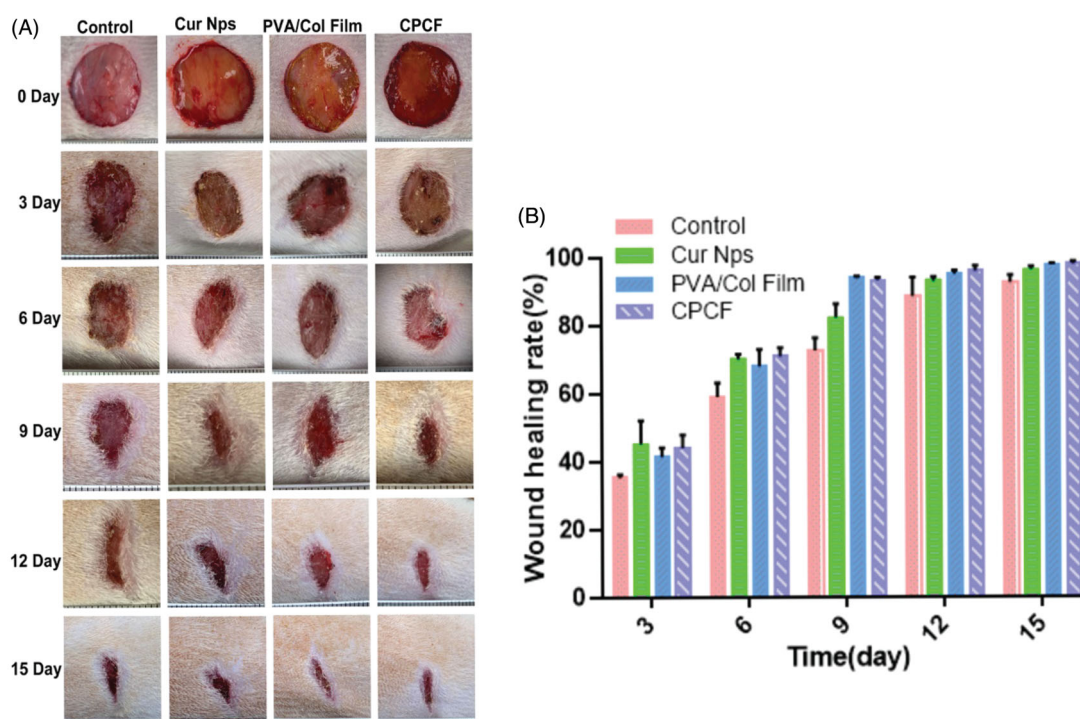 (A)
Control Cur Nps PVA/Col Film CPCF
0 Day
3 Day
6 Day
9 Day
12 Day
15 Day
(B)
Control
Cur Nps
PVA/Col Film
CPCF
Wound healing rate(%)
100
80
60
40
20
0
3 6 9 12 15
Time(day)